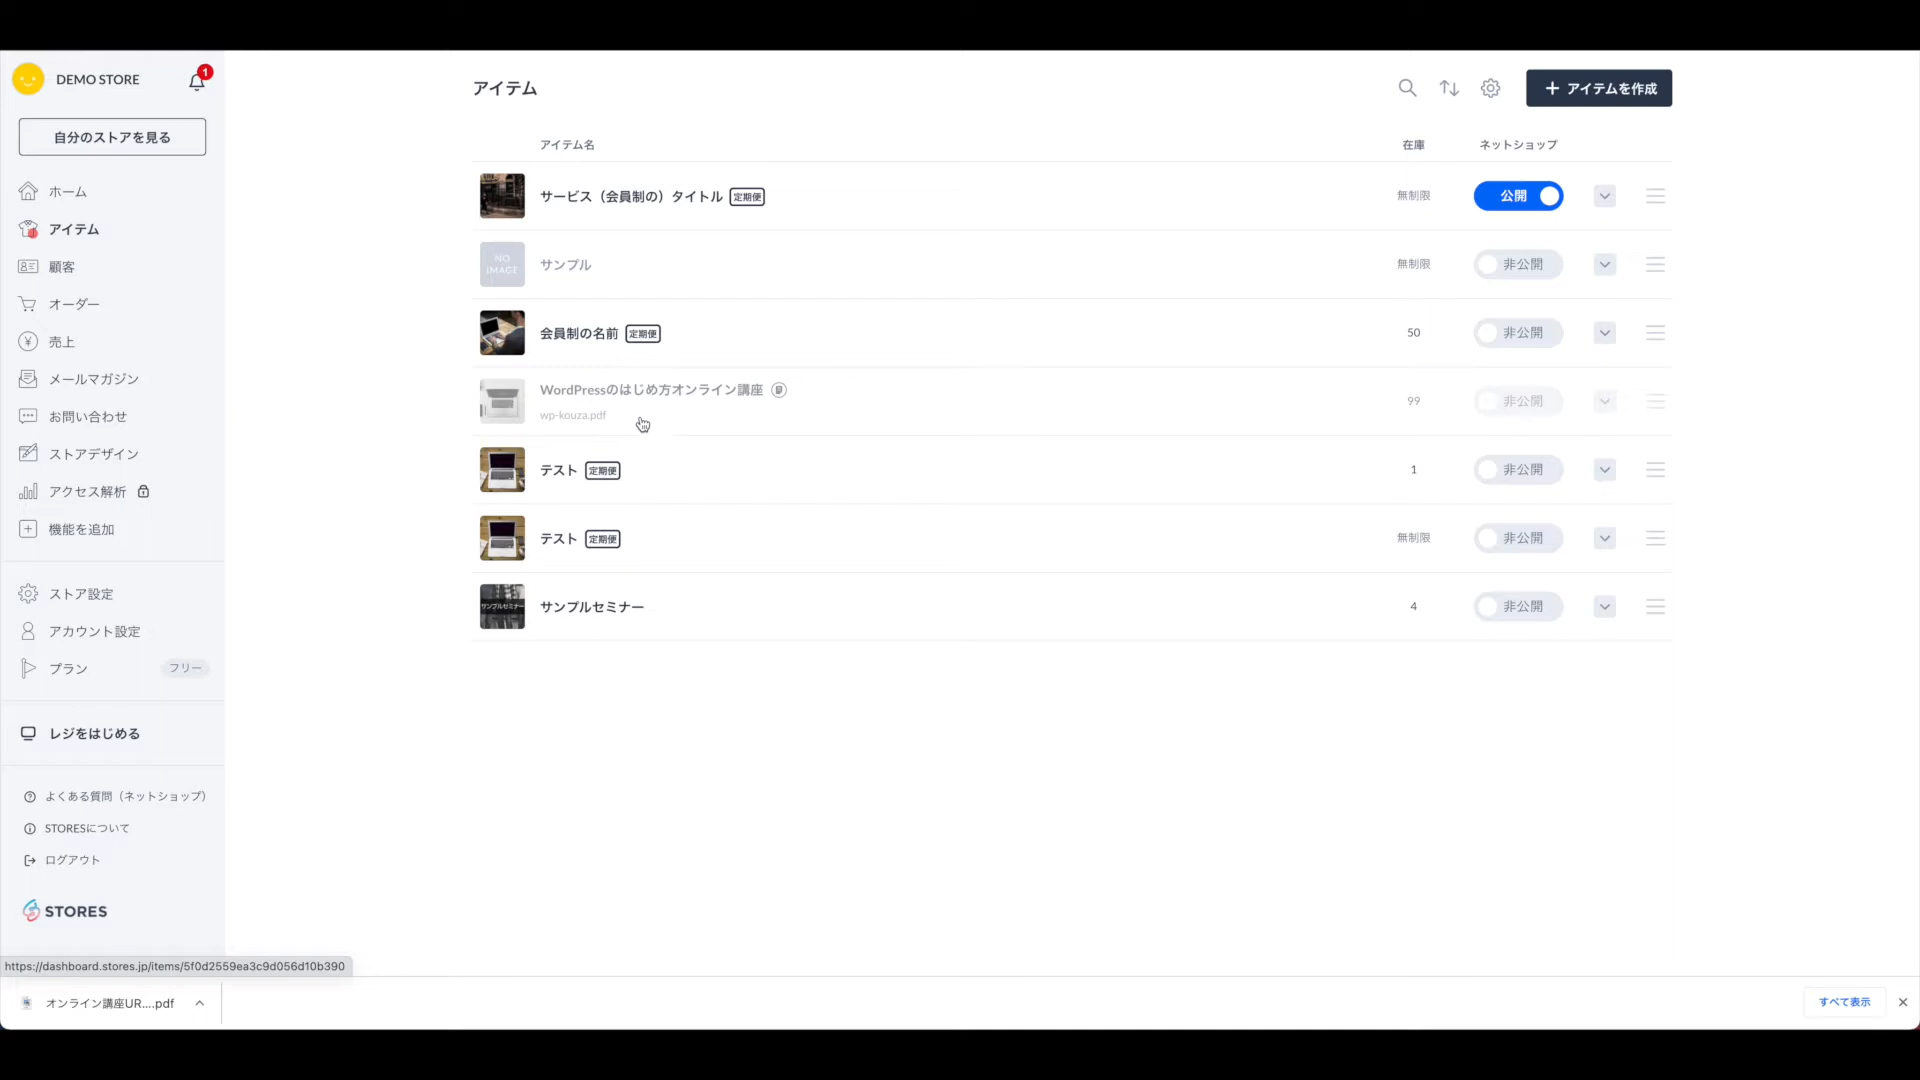 DEMO STORE
1
自分のストアを見る
ホーム
アイテム
顧客
オーダー
売上
メールマガジン
お問い合わせ
ストアデザイン
アクセス解析
機能を追加
ストア設定
アカウント設定
プラン フリー
レジをはじめる
よくある質問（ネットショップ）
STORESについて
ログアウト
STORES
アイテム
アイテムを作成
アイテム名 在庫 ネットショップ
サービス（会員制の）タイトル 定期便 無制限 公開
NO
IMAGE
サンプル 無制限 非公開
会員制の名前 定期便 50 非公開
WordPressのはじめ方オンライン講座
wp-kouza.pdf
99 非公開
テスト 定期便 1 非公開
テスト 定期便 無制限 非公開
サンプルセミナー
サンプルセミナー 4 非公開
https://dashboard.stores.jp/items/5f0d2559ea3c9d056d10b390
オンライン講座UR....pdf
すべて表示